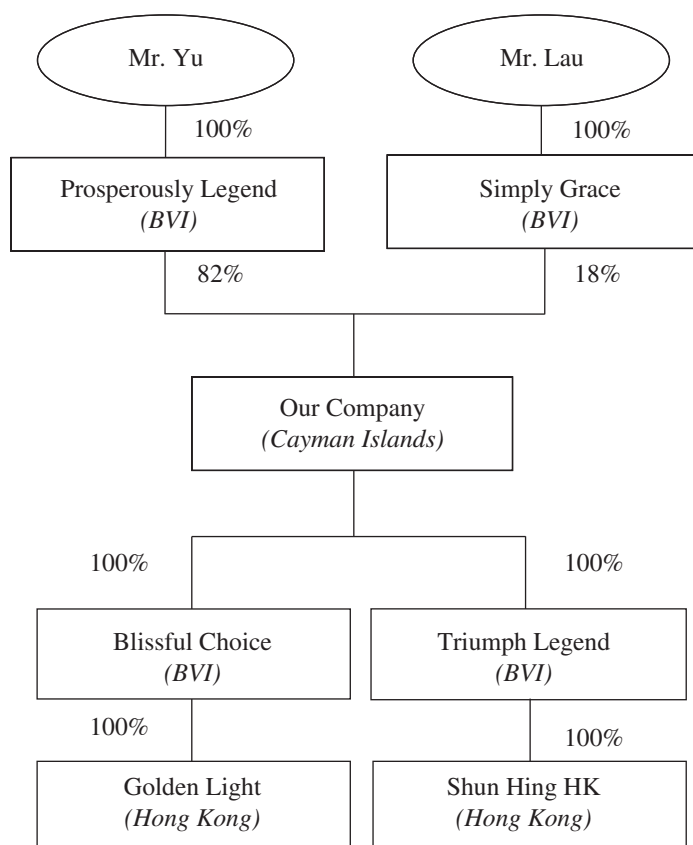 Mr. Yu
Mr. Lau
100%
100%
Prosperously Legend
(BVI)
Simply Grace
(BVI)
82%
18%
Our Company
(Cayman Islands)
100%
100%
Blissful Choice
(BVI)
Triumph Legend
(BVI)
100%
100%
Golden Light
(Hong Kong)
Shun Hing HK
(Hong Kong)